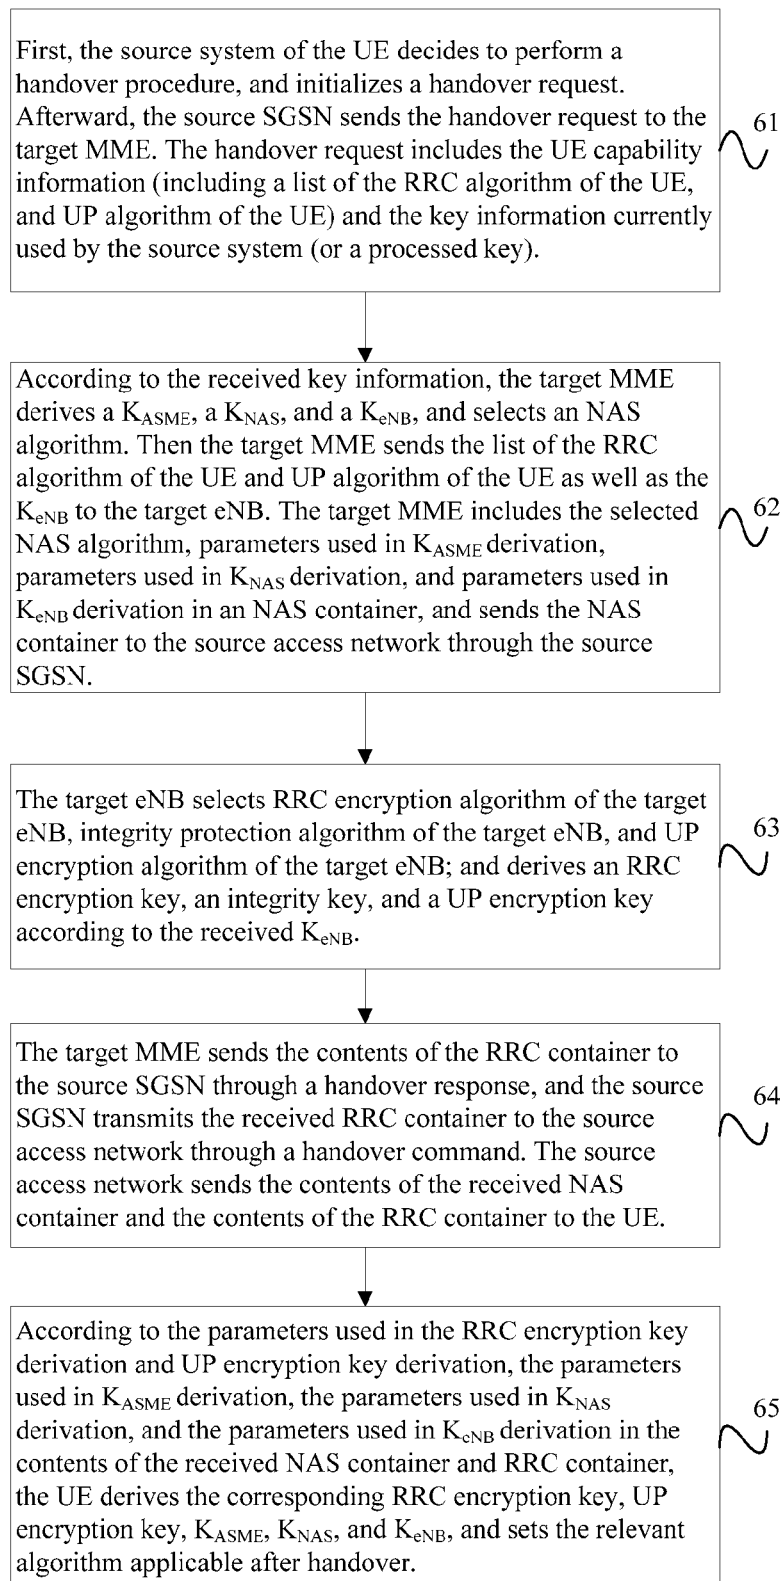 First, the source system of the UE decides to perform a
handover procedure, and initializes a handover request.
Afterward, the source SGSN sends the handover request to the
target MME. The handover request includes the UE capability
information (including a list of the RRC algorithm of the UE,
and UP algorithm of the UE) and the key information currently
used by the source system (or a processed key).
61
According to the received key information, the target MME
derives a KASME, a KNAS, and a KeNB, and selects an NAS
algorithm. Then the target MME sends the list of the RRC
algorithm of the UE and UP algorithm of the UE as well as the
KeNB to the target eNB. The target MME includes the selected
NAS algorithm, parameters used in KASME derivation,
parameters used in KNAS derivation, and parameters used in
KeNB derivation in an NAS container, and sends the NAS
container to the source access network through the source
SGSN.
62
The target eNB selects RRC encryption algorithm of the target
eNB, integrity protection algorithm of the target eNB, and UP
encryption algorithm of the target eNB; and derives an RRC
encryption key, an integrity key, and a UP encryption key
according to the received KeNB.
63
The target MME sends the contents of the RRC container to
the source SGSN through a handover response, and the source
SGSN transmits the received RRC container to the source
access network through a handover command. The source
access network sends the contents of the received NAS
container and the contents of the RRC container to the UE.
64
According to the parameters used in the RRC encryption key
derivation and UP encryption key derivation, the parameters
used in KASME derivation, the parameters used in KNAS
derivation, and the parameters used in KeNB derivation in the
contents of the received NAS container and RRC container,
the UE derives the corresponding RRC encryption key, UP
encryption key, KASME, KNAS, and KeNB, and sets the relevant
algorithm applicable after handover.
65